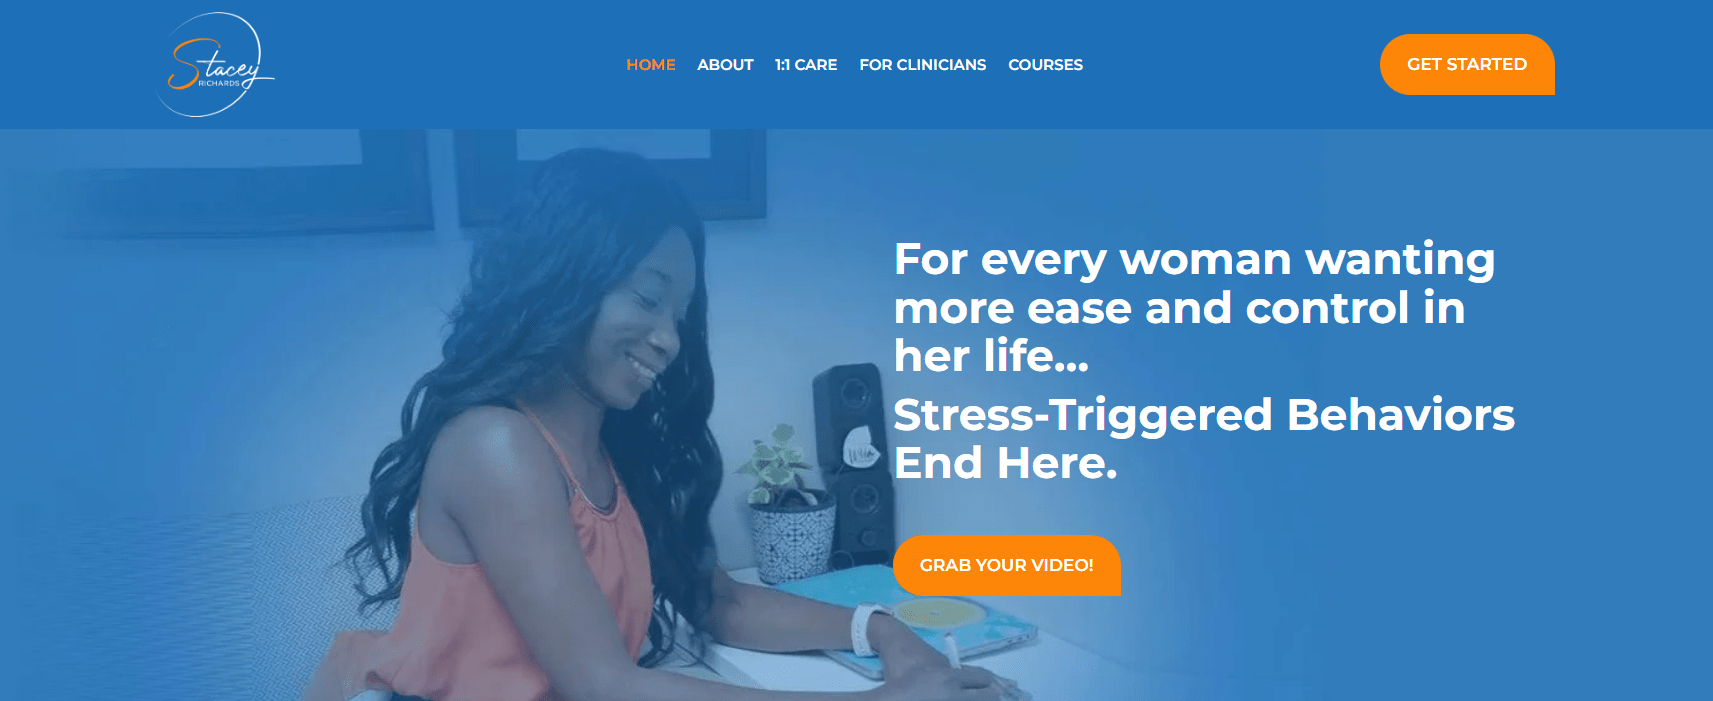 Stacey
RICHARDS
HOME ABOUT 1:1 CARE FOR CLINICIANS COURSES
GET STARTED
For every woman wanting
more ease and control in
her life...
Stress-Triggered Behaviors
End Here.
GRAB YOUR VIDEO!